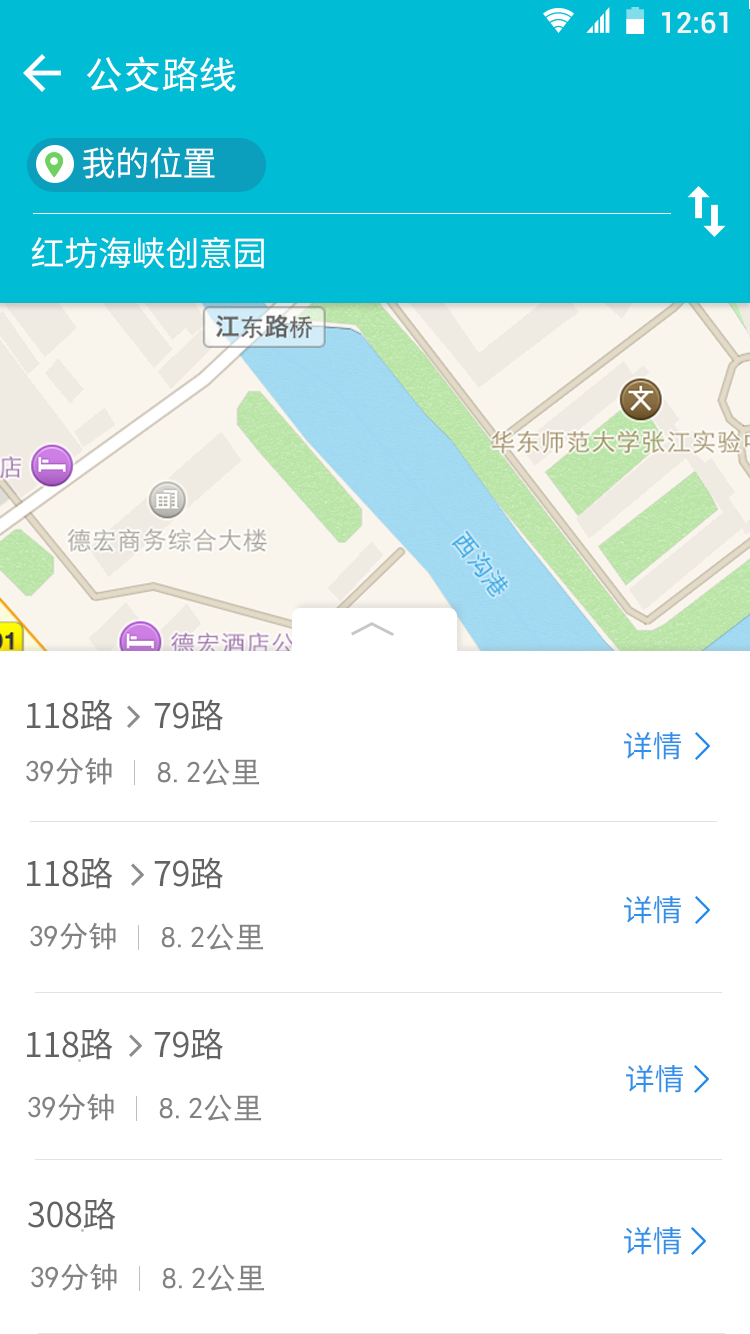 12:61
公交路线
我的位置
红坊海峡创意园
江东路桥
华东师范大学张江实验
店
德宏商务综合大楼
西沟港
01
德宏酒店公
118路 > 79路
39分钟 | 8.2公里
详情 >
118路 > 79路
39分钟 | 8.2公里
详情 >
118路 > 79路
39分钟 | 8.2公里
详情 >
308路
39分钟 | 8.2公里
详情 >